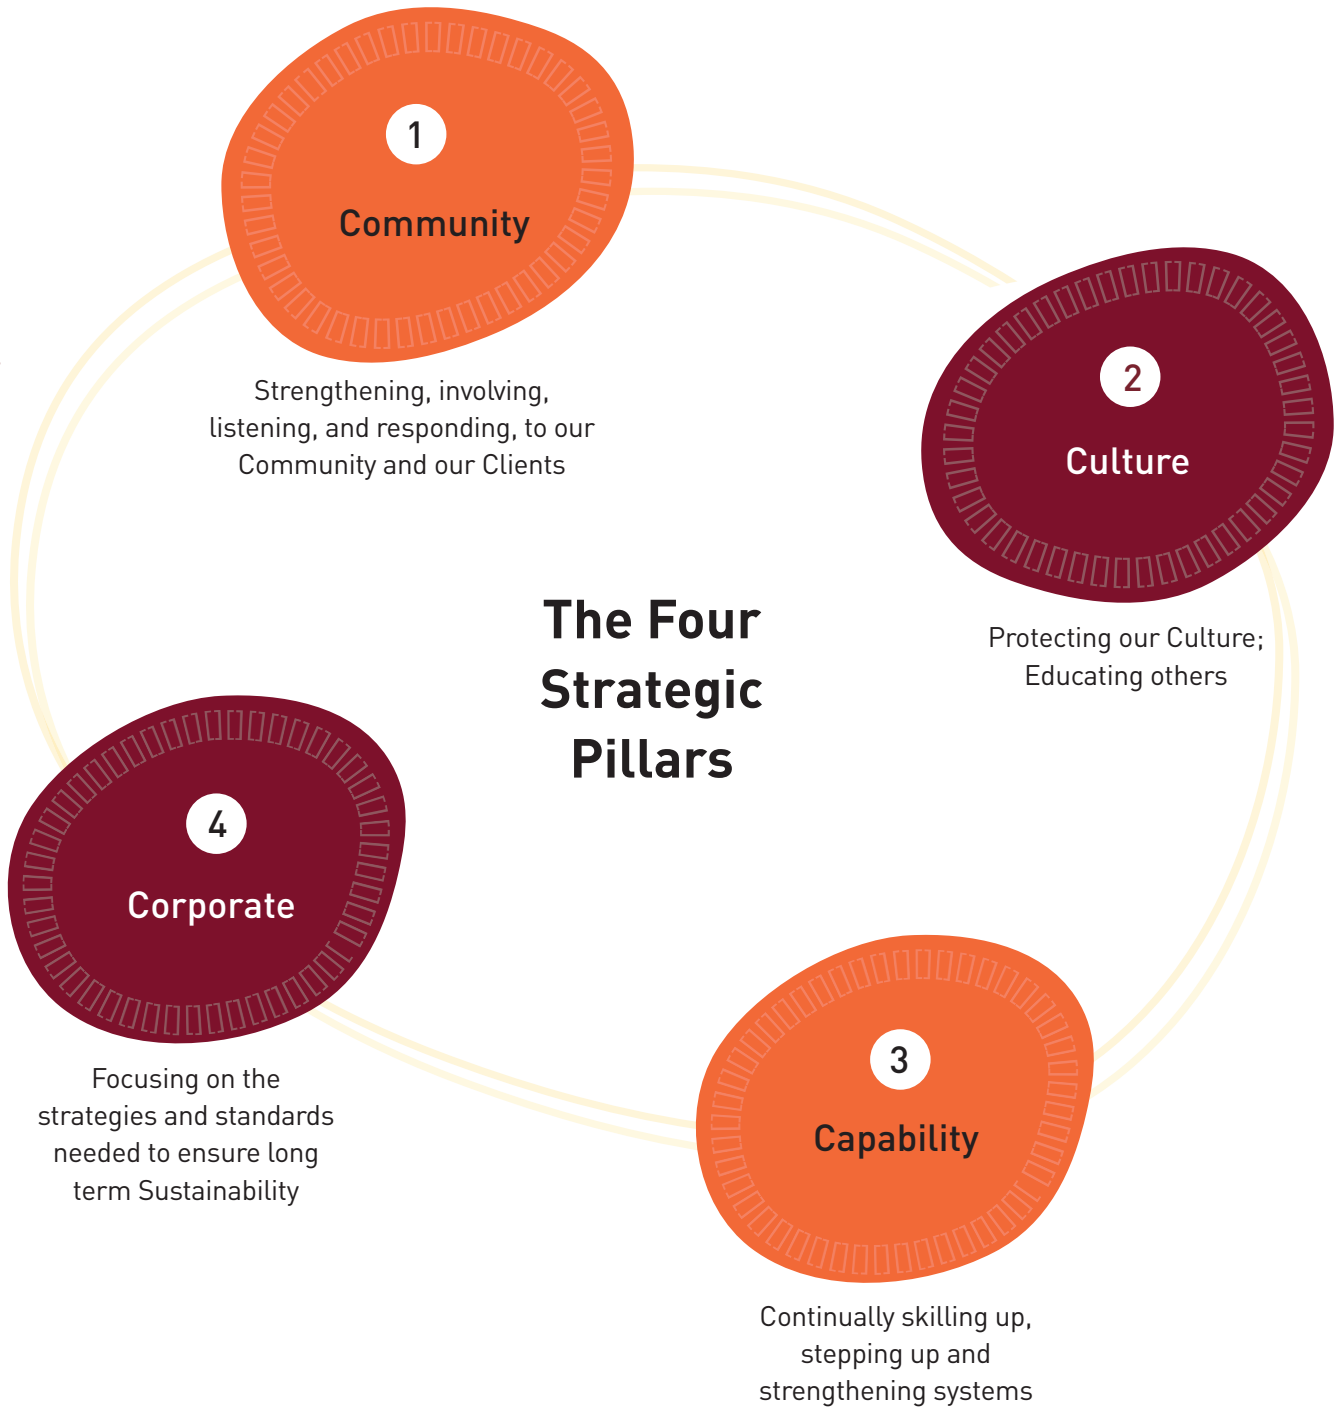 1
Community
Strengthening, involving,
listening, and responding, to our
Community and our Clients
2
Culture
Protecting our Culture;
Educating others
The Four
Strategic
Pillars
3
Capability
Continually skilling up,
stepping up and
strengthening systems
4
Corporate
Focusing on the
strategies and standards
needed to ensure long
term Sustainability